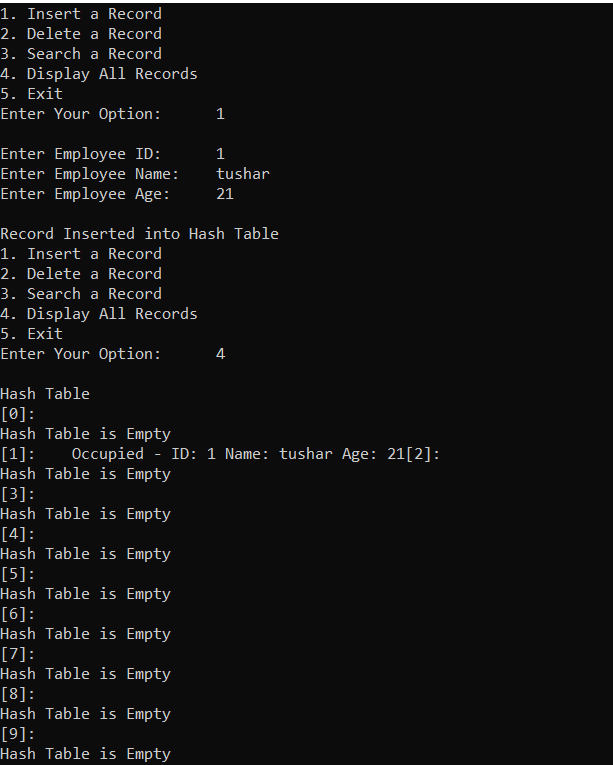 1. Insert a Record
2. Delete a Record
3. Search a Record
4. Display All Records
5. Exit
Enter Your Option:      1
Enter Employee ID:      1
Enter Employee Name:    tushar
Enter Employee Age:     21
Record Inserted into Hash Table
1. Insert a Record
2. Delete a Record
3. Search a Record
4. Display All Records
5. Exit
Enter Your Option:      4
Hash Table
[0]:
Hash Table is Empty
[1]:    Occupied - ID: 1 Name: tushar Age: 21[2]:
Hash Table is Empty
[3]:
Hash Table is Empty
[4]:
Hash Table is Empty
[5]:
Hash Table is Empty
[6]:
Hash Table is Empty
[7]:
Hash Table is Empty
[8]:
Hash Table is Empty
[9]:
Hash Table is Empty